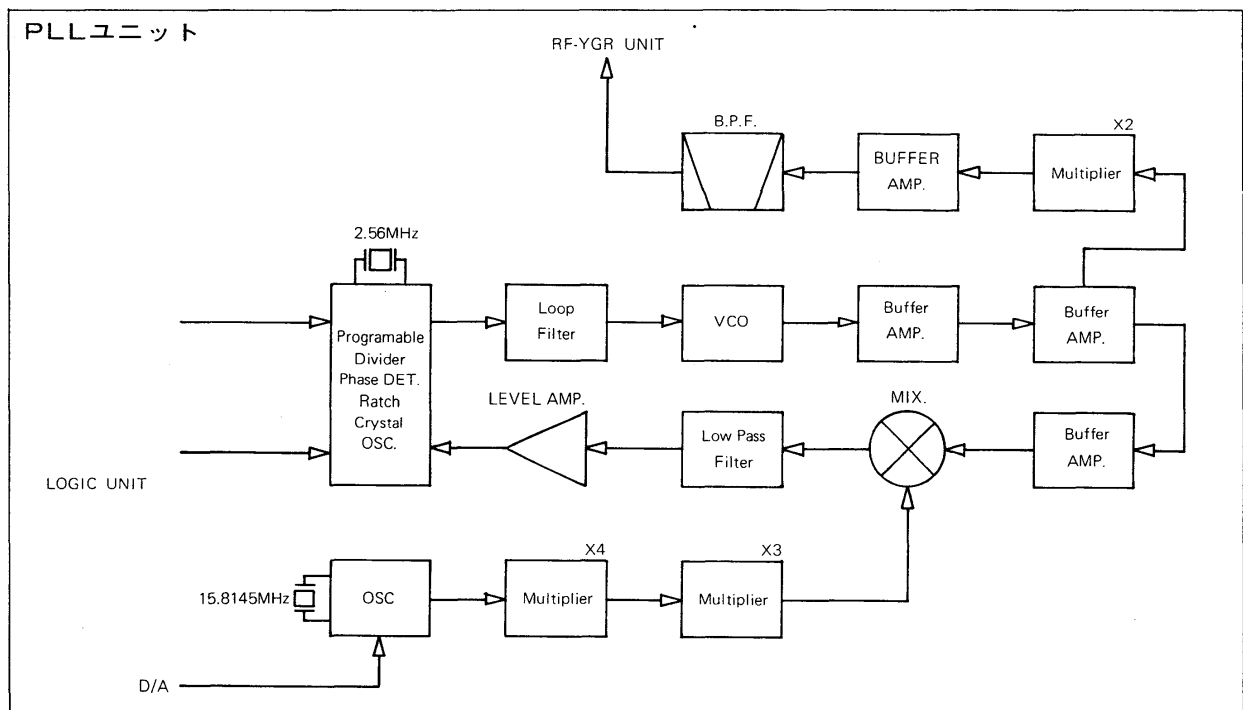 PLLユニット
RF-YGR UNIT
B.P.F.
BUFFER
AMP.
X2
Multiplier
2.56MHz
Programable
Divider
Phase DET.
Ratch
Crystal
OSC.
Loop
Filter
VCO
Buffer
AMP.
Buffer
AMP.
LEVEL AMP.
Low Pass
Filter
MIX.
Buffer
AMP.
LOGIC UNIT
15.8145MHz
OSC
X4
Multiplier
X3
Multiplier
D/A